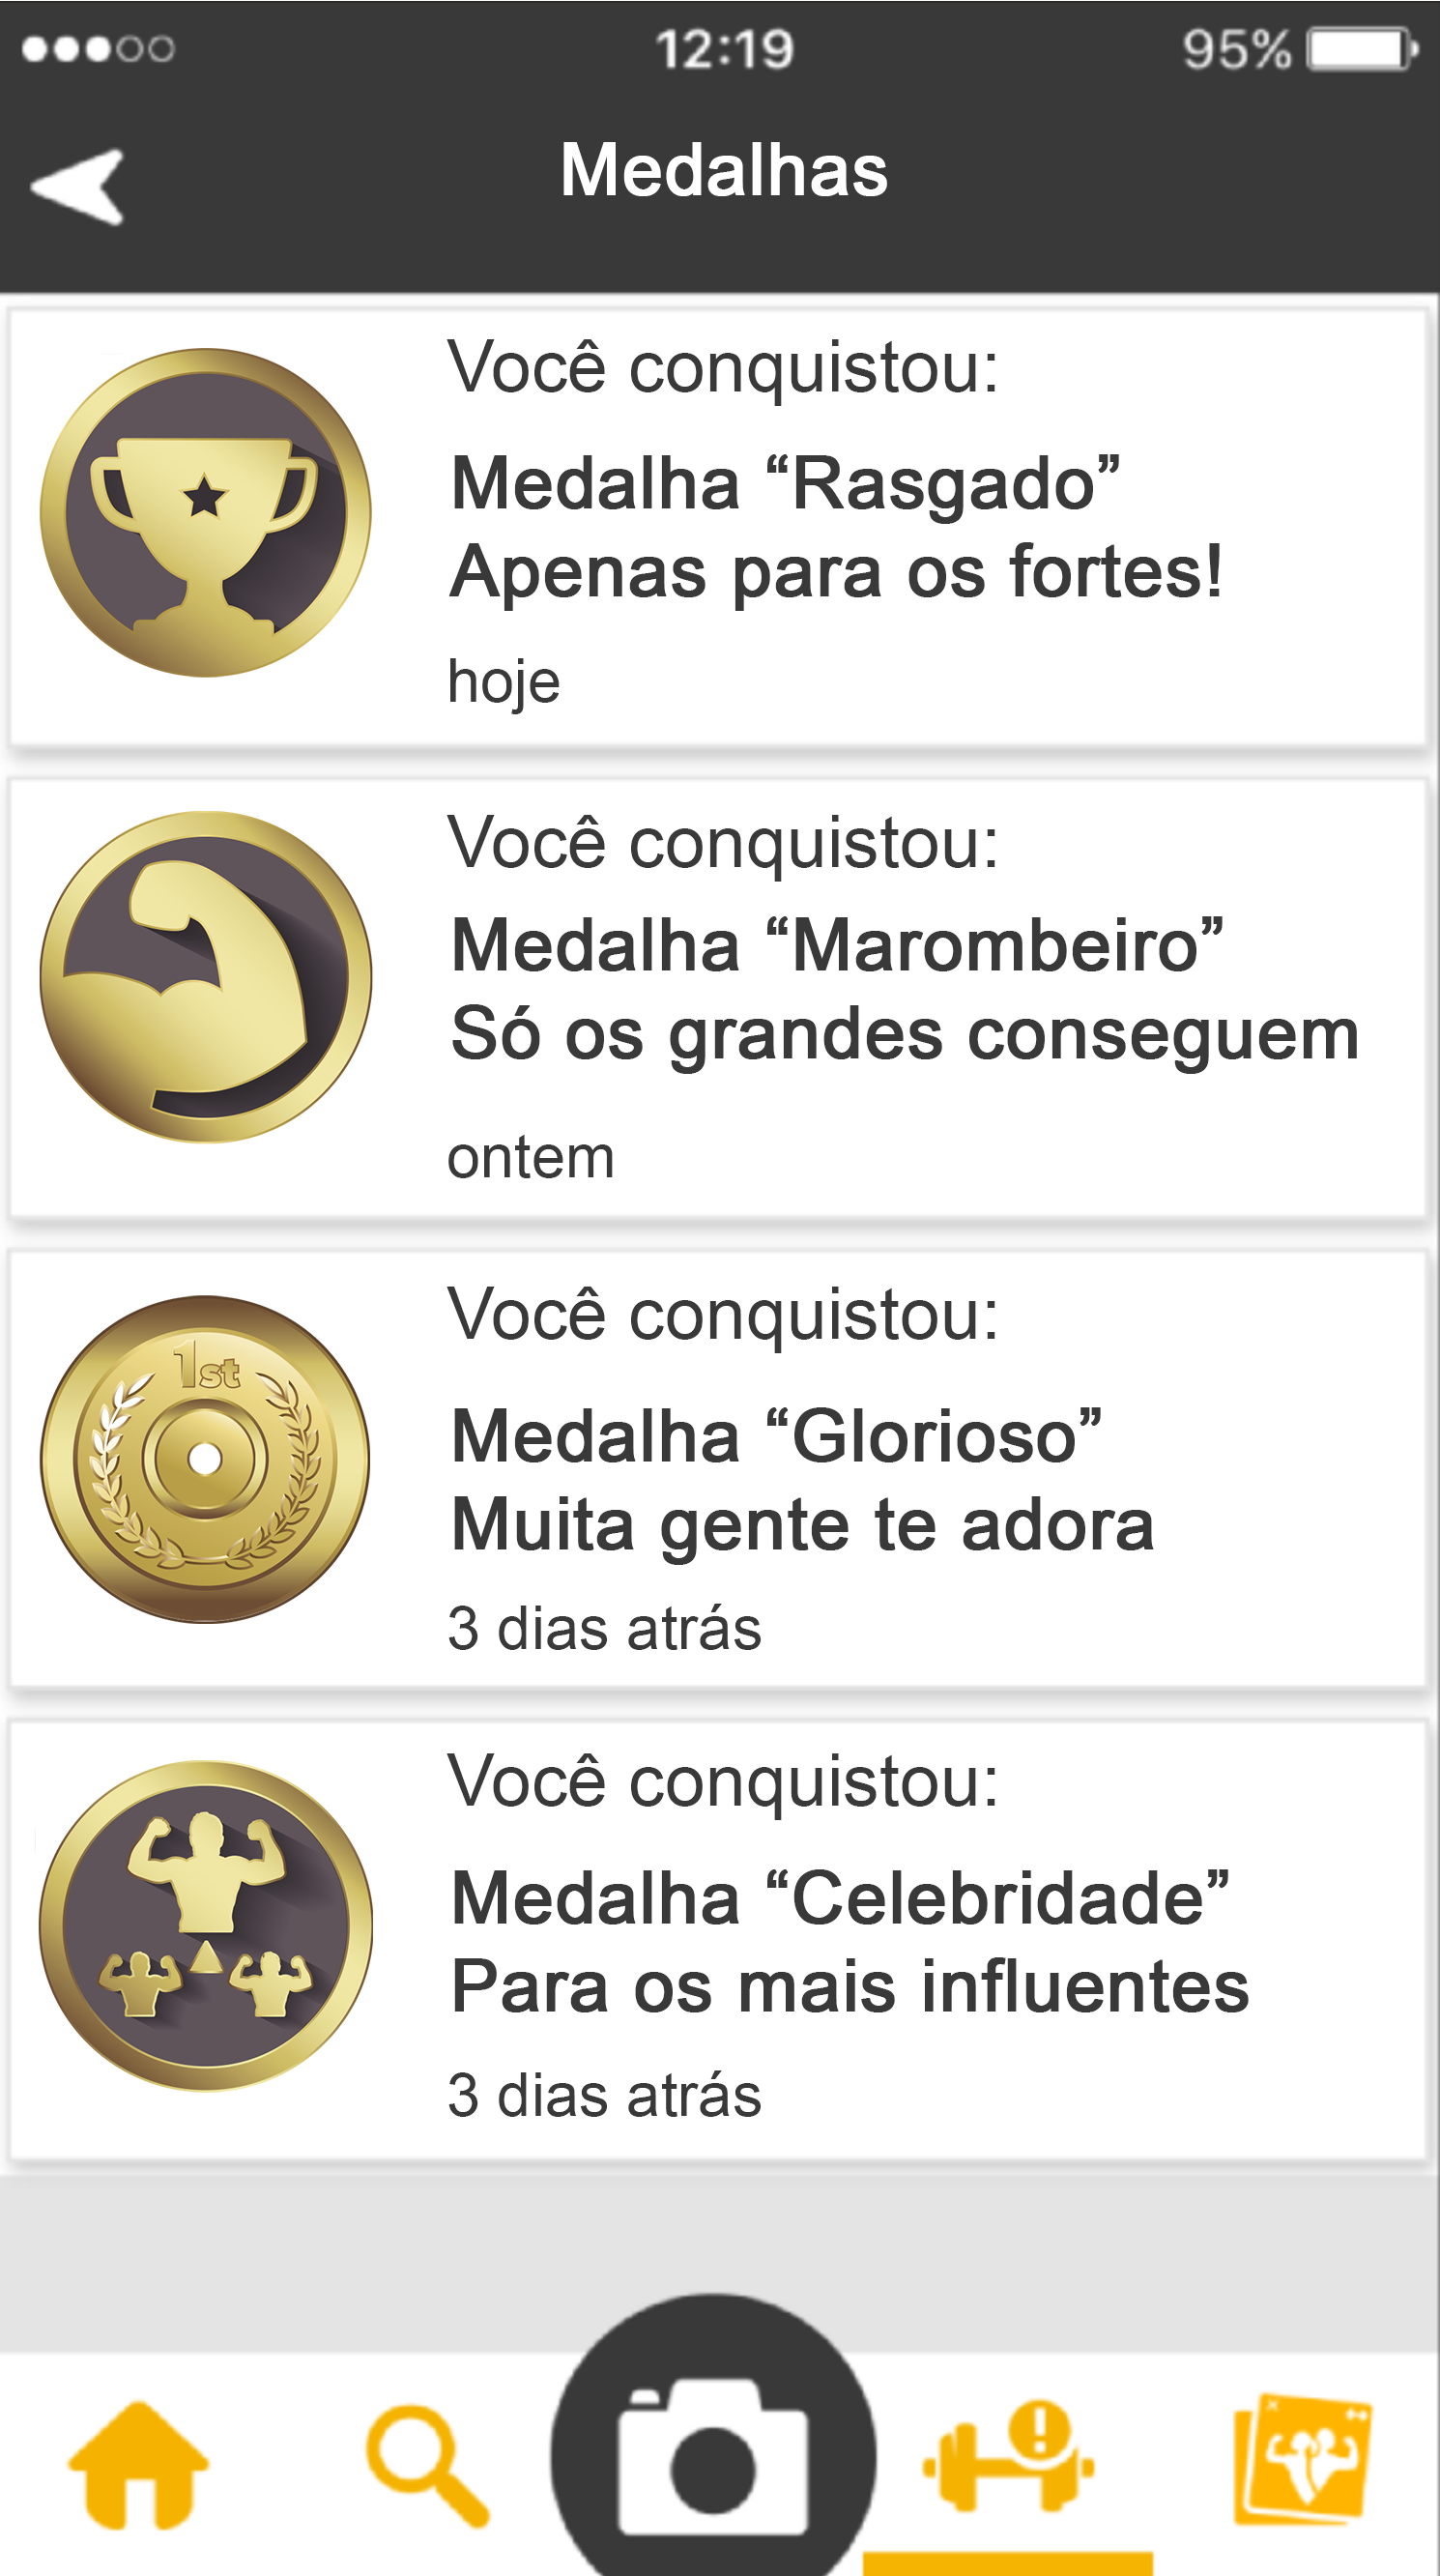 12:19
95%
Medalhas
Você conquistou:
Medalha “Rasgado”
Apenas para os fortes!
hoje
Você conquistou:
Medalha “Marombeiro”
Só os grandes conseguem
ontem
1st
Você conquistou:
Medalha “Glorioso”
Muita gente te adora
3 dias atrás
Você conquistou:
Medalha “Celebridade”
Para os mais influentes
3 dias atrás
!